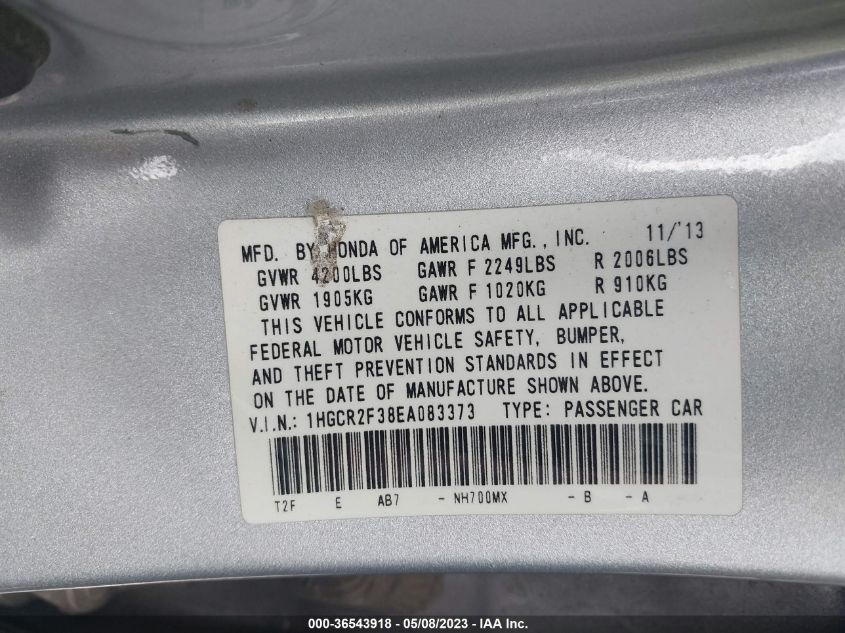 MFD. BY HONDA OF AMERICA MFG., INC. 11/'13
GVWR 4200LBS GAWR F 2249LBS R 2006LBS
GVWR 1905KG GAWR F 1020KG R 910KG
THIS VEHICLE CONFORMS TO ALL APPLICABLE
FEDERAL MOTOR VEHICLE SAFETY, BUMPER,
AND THEFT PREVENTION STANDARDS IN EFFECT
ON THE DATE OF MANUFACTURE SHOWN ABOVE.
V.I.N.: 1HGCR2F38EA083373 TYPE: PASSENGER CAR
T2F E AB7 - NH700MX - B - A
000-36543918 - 05/08/2023 - IAA Inc.